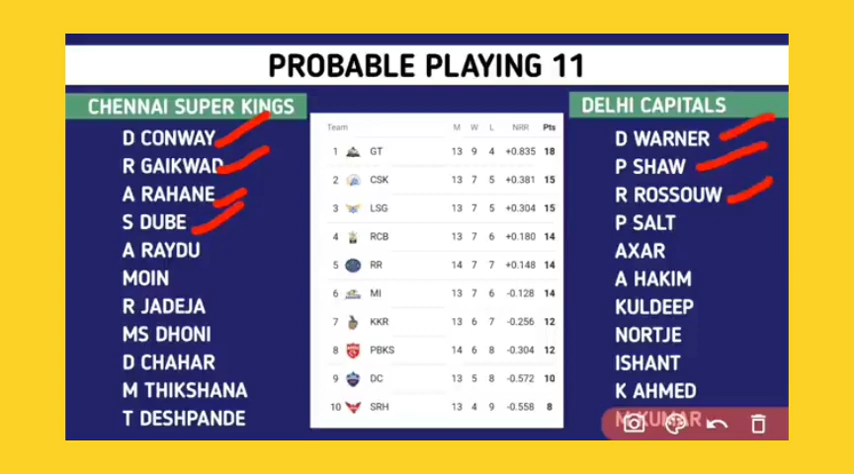 PROBABLE PLAYING 11
CHENNAI SUPER KINGS
D CONWAY
R GAIKWAD
A RAHANE
S DUBE
A RAYDU
MOIN
R JADEJA
MS DHONI
D CHAHAR
M THIKSHANA
T DESHPANDE
Team M W L NRR Pts
1 GT 13 9 4 +0.835 18
2 CSK 13 7 5 +0.381 15
3 LSG 13 7 5 +0.304 15
4 RCB 13 7 6 +0.180 14
5 RR 14 7 7 +0.148 14
6 MI 13 7 6 -0.128 14
7 KKR 13 6 7 -0.256 12
8 PBKS 14 6 8 -0.304 12
9 DC 13 5 8 -0.572 10
10 SRH 13 4 9 -0.558 8
DELHI CAPITALS
D WARNER
P SHAW
R ROSSOUW
P SALT
AXAR
A HAKIM
KULDEEP
NORTJE
ISHANT
K AHMED
M KUMAR